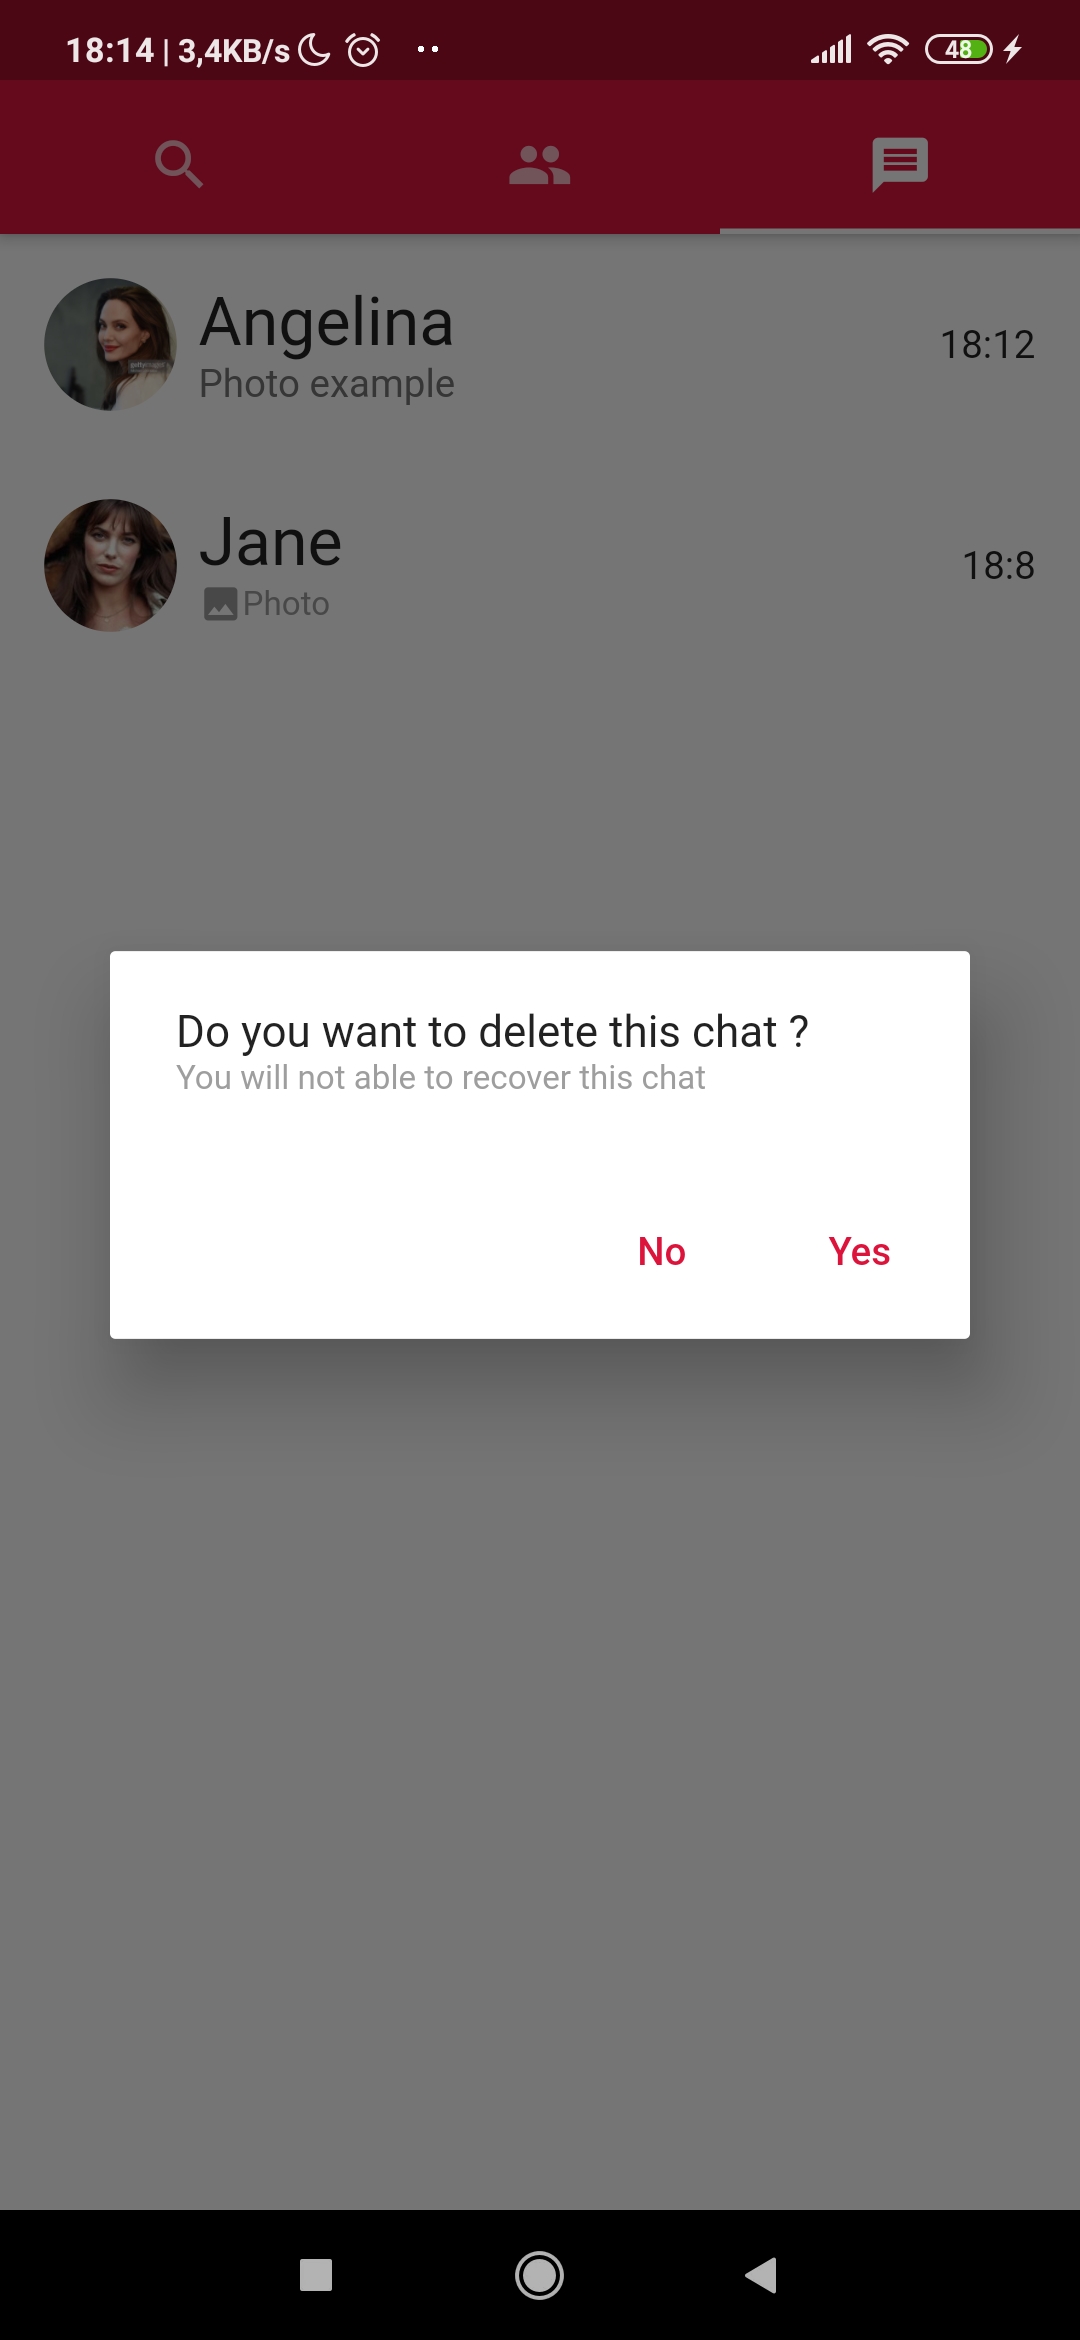 18:14 | 3,4KB/s
48
Angelina
Photo example
18:12
Jane
Photo
18:8
Do you want to delete this chat ?
You will not able to recover this chat
No Yes